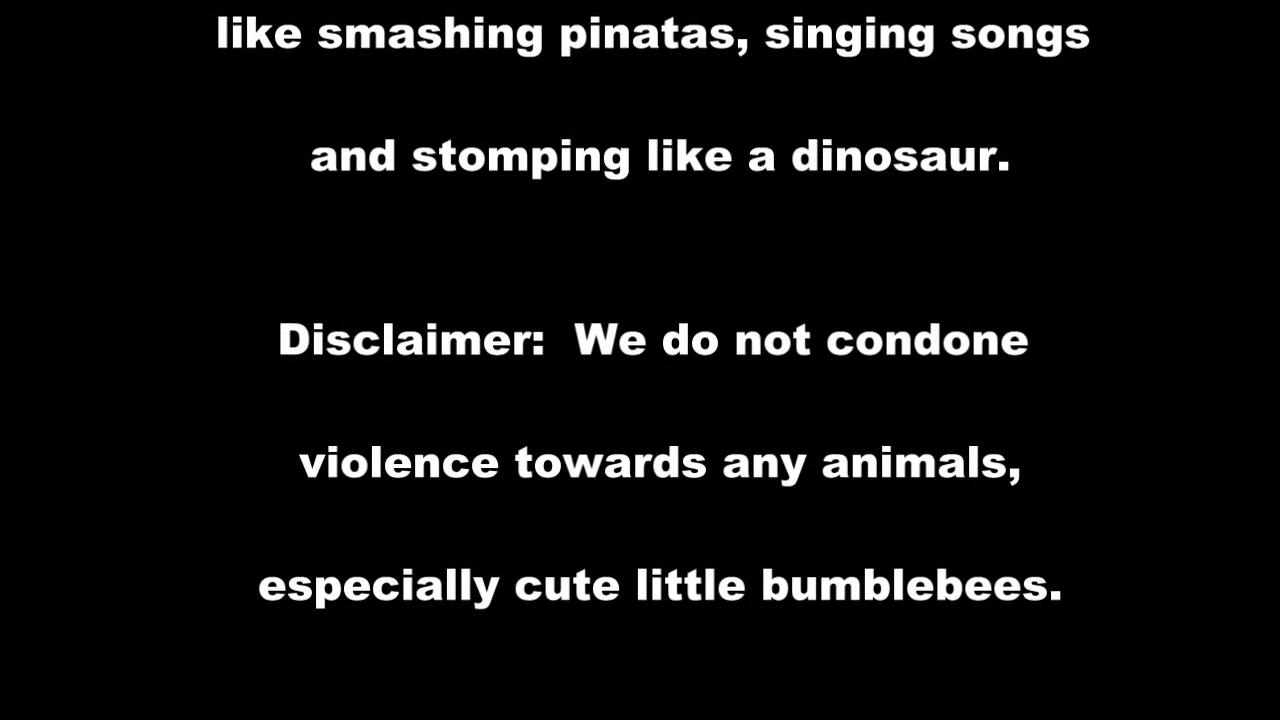 like smashing pinatas, singing songs
and stomping like a dinosaur.
Disclaimer:  We do not condone
violence towards any animals,
especially cute little bumblebees.